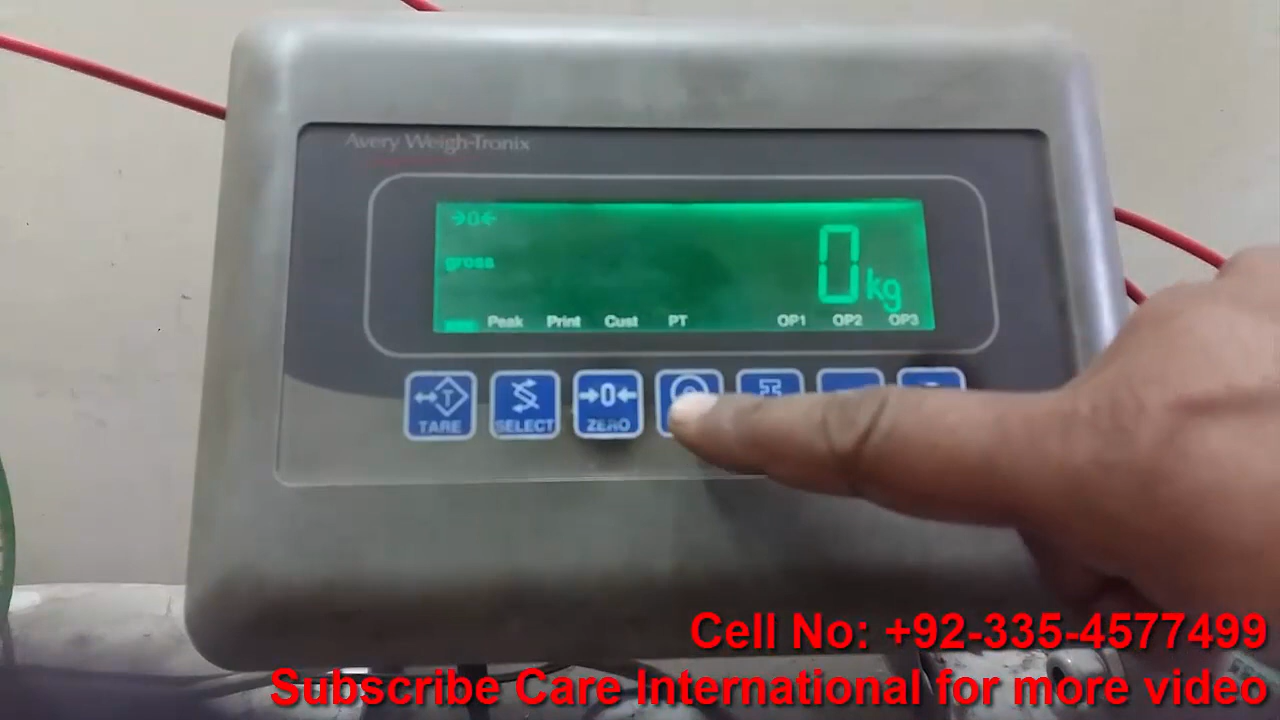 Avery Weigh-Tronix
→0←
gross
0 kg
Peak Print Cust PT OP1 OP2 OP3
T
TARE SELECT →0← ZERO
Cell No: +92-335-4577499
Subscribe Care International for more video